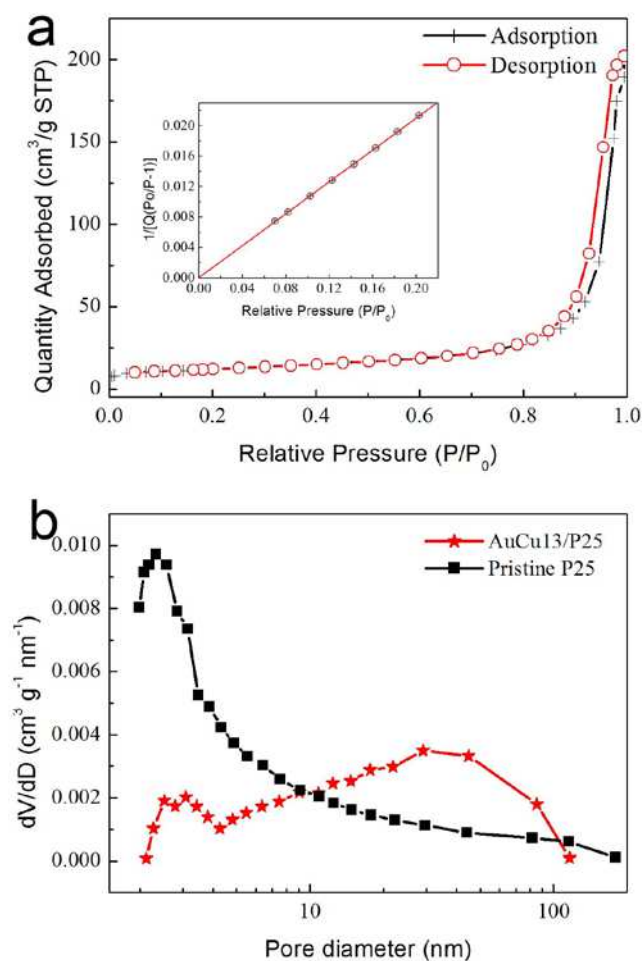 a
Adsorption
Desorption
Quantity Adsorbed (cm³/g STP)
200
150
100
50
0
0.0 0.2 0.4 0.6 0.8 1.0
Relative Pressure (P/P₀)
1/[Q(Po/P-1)]
0.020
0.016
0.012
0.008
0.004
0.000
0.00 0.04 0.08 0.12 0.16 0.20
Relative Pressure (P/P₀)
b
AuCu13/P25
Pristine P25
dV/dD (cm³ g⁻¹ nm⁻¹)
0.010
0.008
0.006
0.004
0.002
0.000
10 100
Pore diameter (nm)